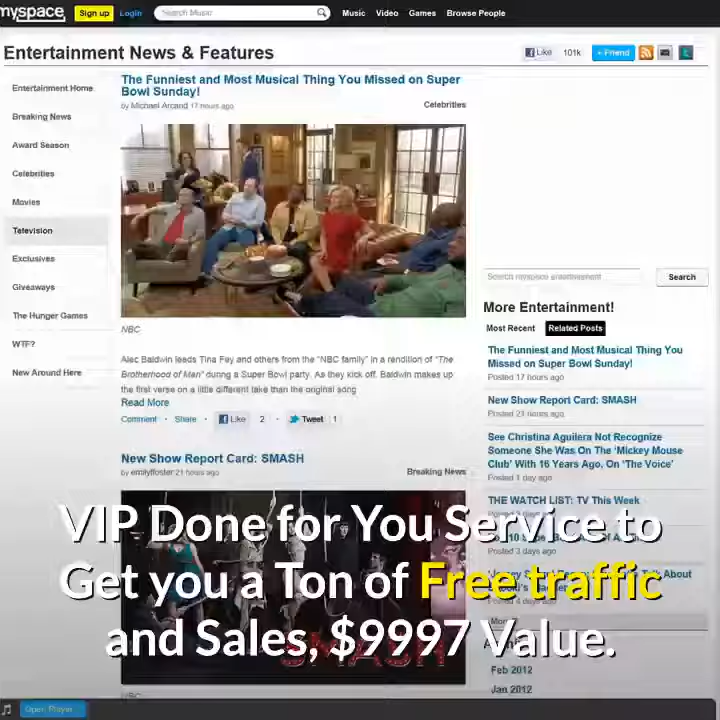 myspace Sign up Login Search Music Music Video Games Browse People
Entertainment News & Features
Like 101k + Friend
Entertainment Home
Breaking News
Award Season
Celebrities
Movies
Television
Exclusives
Giveaways
The Hunger Games
WTF?
New Around Here
The Funniest and Most Musical Thing You Missed on Super
Bowl Sunday!
by Michael Arcand 17 hours ago Celebrities
NBC
Alec Baldwin leads Tina Fey and others from the "NBC family" in a rendition of "The
Brotherhood of Man" during a Super Bowl party. As they kick off, Baldwin makes up
the first verse on a little different take than the original song
Read More
Comment · Share · Like 2 · Tweet 1
New Show Report Card: SMASH
by emilyfoster 21 hours ago Breaking News
SMASH
NBC
Search myspace entertainment Search
More Entertainment!
Most Recent Related Posts
The Funniest and Most Musical Thing You
Missed on Super Bowl Sunday!
Posted 17 hours ago
New Show Report Card: SMASH
Posted 21 hours ago
See Christina Aguilera Not Recognize
Someone She Was On The 'Mickey Mouse
Club' With 16 Years Ago, On 'The Voice'
Posted 1 day ago
THE WATCH LIST: TV This Week
Posted 3 days ago
About
Posted 4 days ago
Feb 2012
Jan 2012
VIP Done for You Service to
Get you a Ton of Free traffic
and Sales, $9997 Value.
Open Player